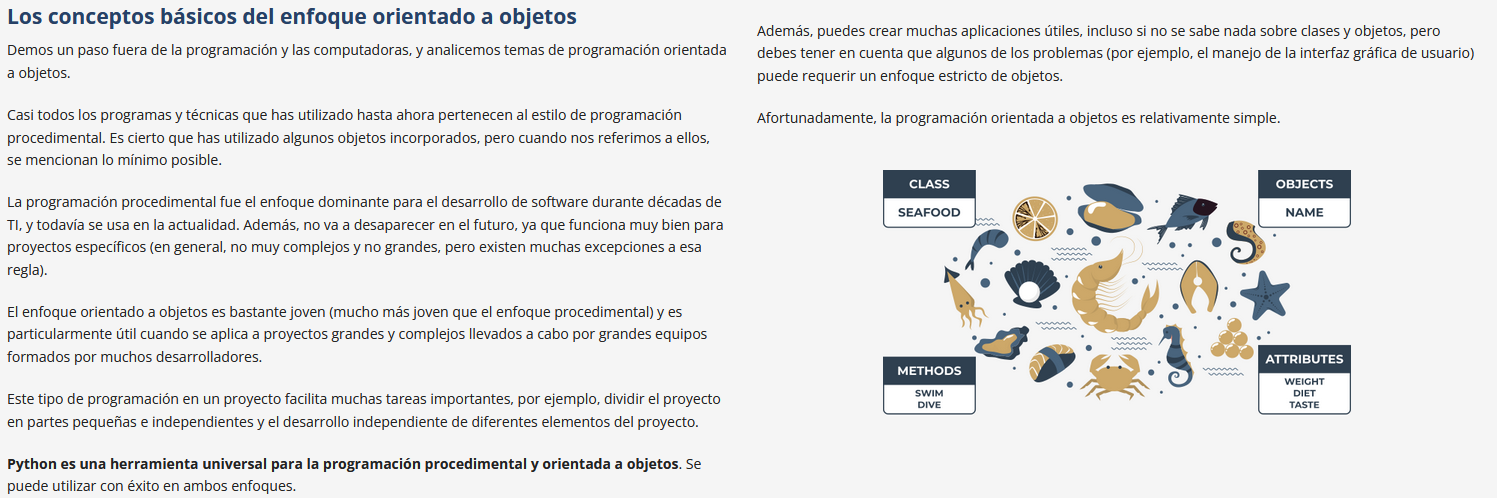 Los conceptos básicos del enfoque orientado a objetos
Demos un paso fuera de la programación y las computadoras, y analicemos temas de programación orientada
a objetos.
Casi todos los programas y técnicas que has utilizado hasta ahora pertenecen al estilo de programación
procedimental. Es cierto que has utilizado algunos objetos incorporados, pero cuando nos referimos a ellos,
se mencionan lo mínimo posible.
La programación procedimental fue el enfoque dominante para el desarrollo de software durante décadas de
TI, y todavía se usa en la actualidad. Además, no va a desaparecer en el futuro, ya que funciona muy bien para
proyectos específicos (en general, no muy complejos y no grandes, pero existen muchas excepciones a esa
regla).
El enfoque orientado a objetos es bastante joven (mucho más joven que el enfoque procedimental) y es
particularmente útil cuando se aplica a proyectos grandes y complejos llevados a cabo por grandes equipos
formados por muchos desarrolladores.
Este tipo de programación en un proyecto facilita muchas tareas importantes, por ejemplo, dividir el proyecto
en partes pequeñas e independientes y el desarrollo independiente de diferentes elementos del proyecto.
Python es una herramienta universal para la programación procedimental y orientada a objetos. Se
puede utilizar con éxito en ambos enfoques.
Además, puedes crear muchas aplicaciones útiles, incluso si no se sabe nada sobre clases y objetos, pero
debes tener en cuenta que algunos de los problemas (por ejemplo, el manejo de la interfaz gráfica de usuario)
puede requerir un enfoque estricto de objetos.
Afortunadamente, la programación orientada a objetos es relativamente simple.
CLASS
SEAFOOD
OBJECTS
NAME
METHODS
SWIM
DIVE
ATTRIBUTES
WEIGHT
DIET
TASTE